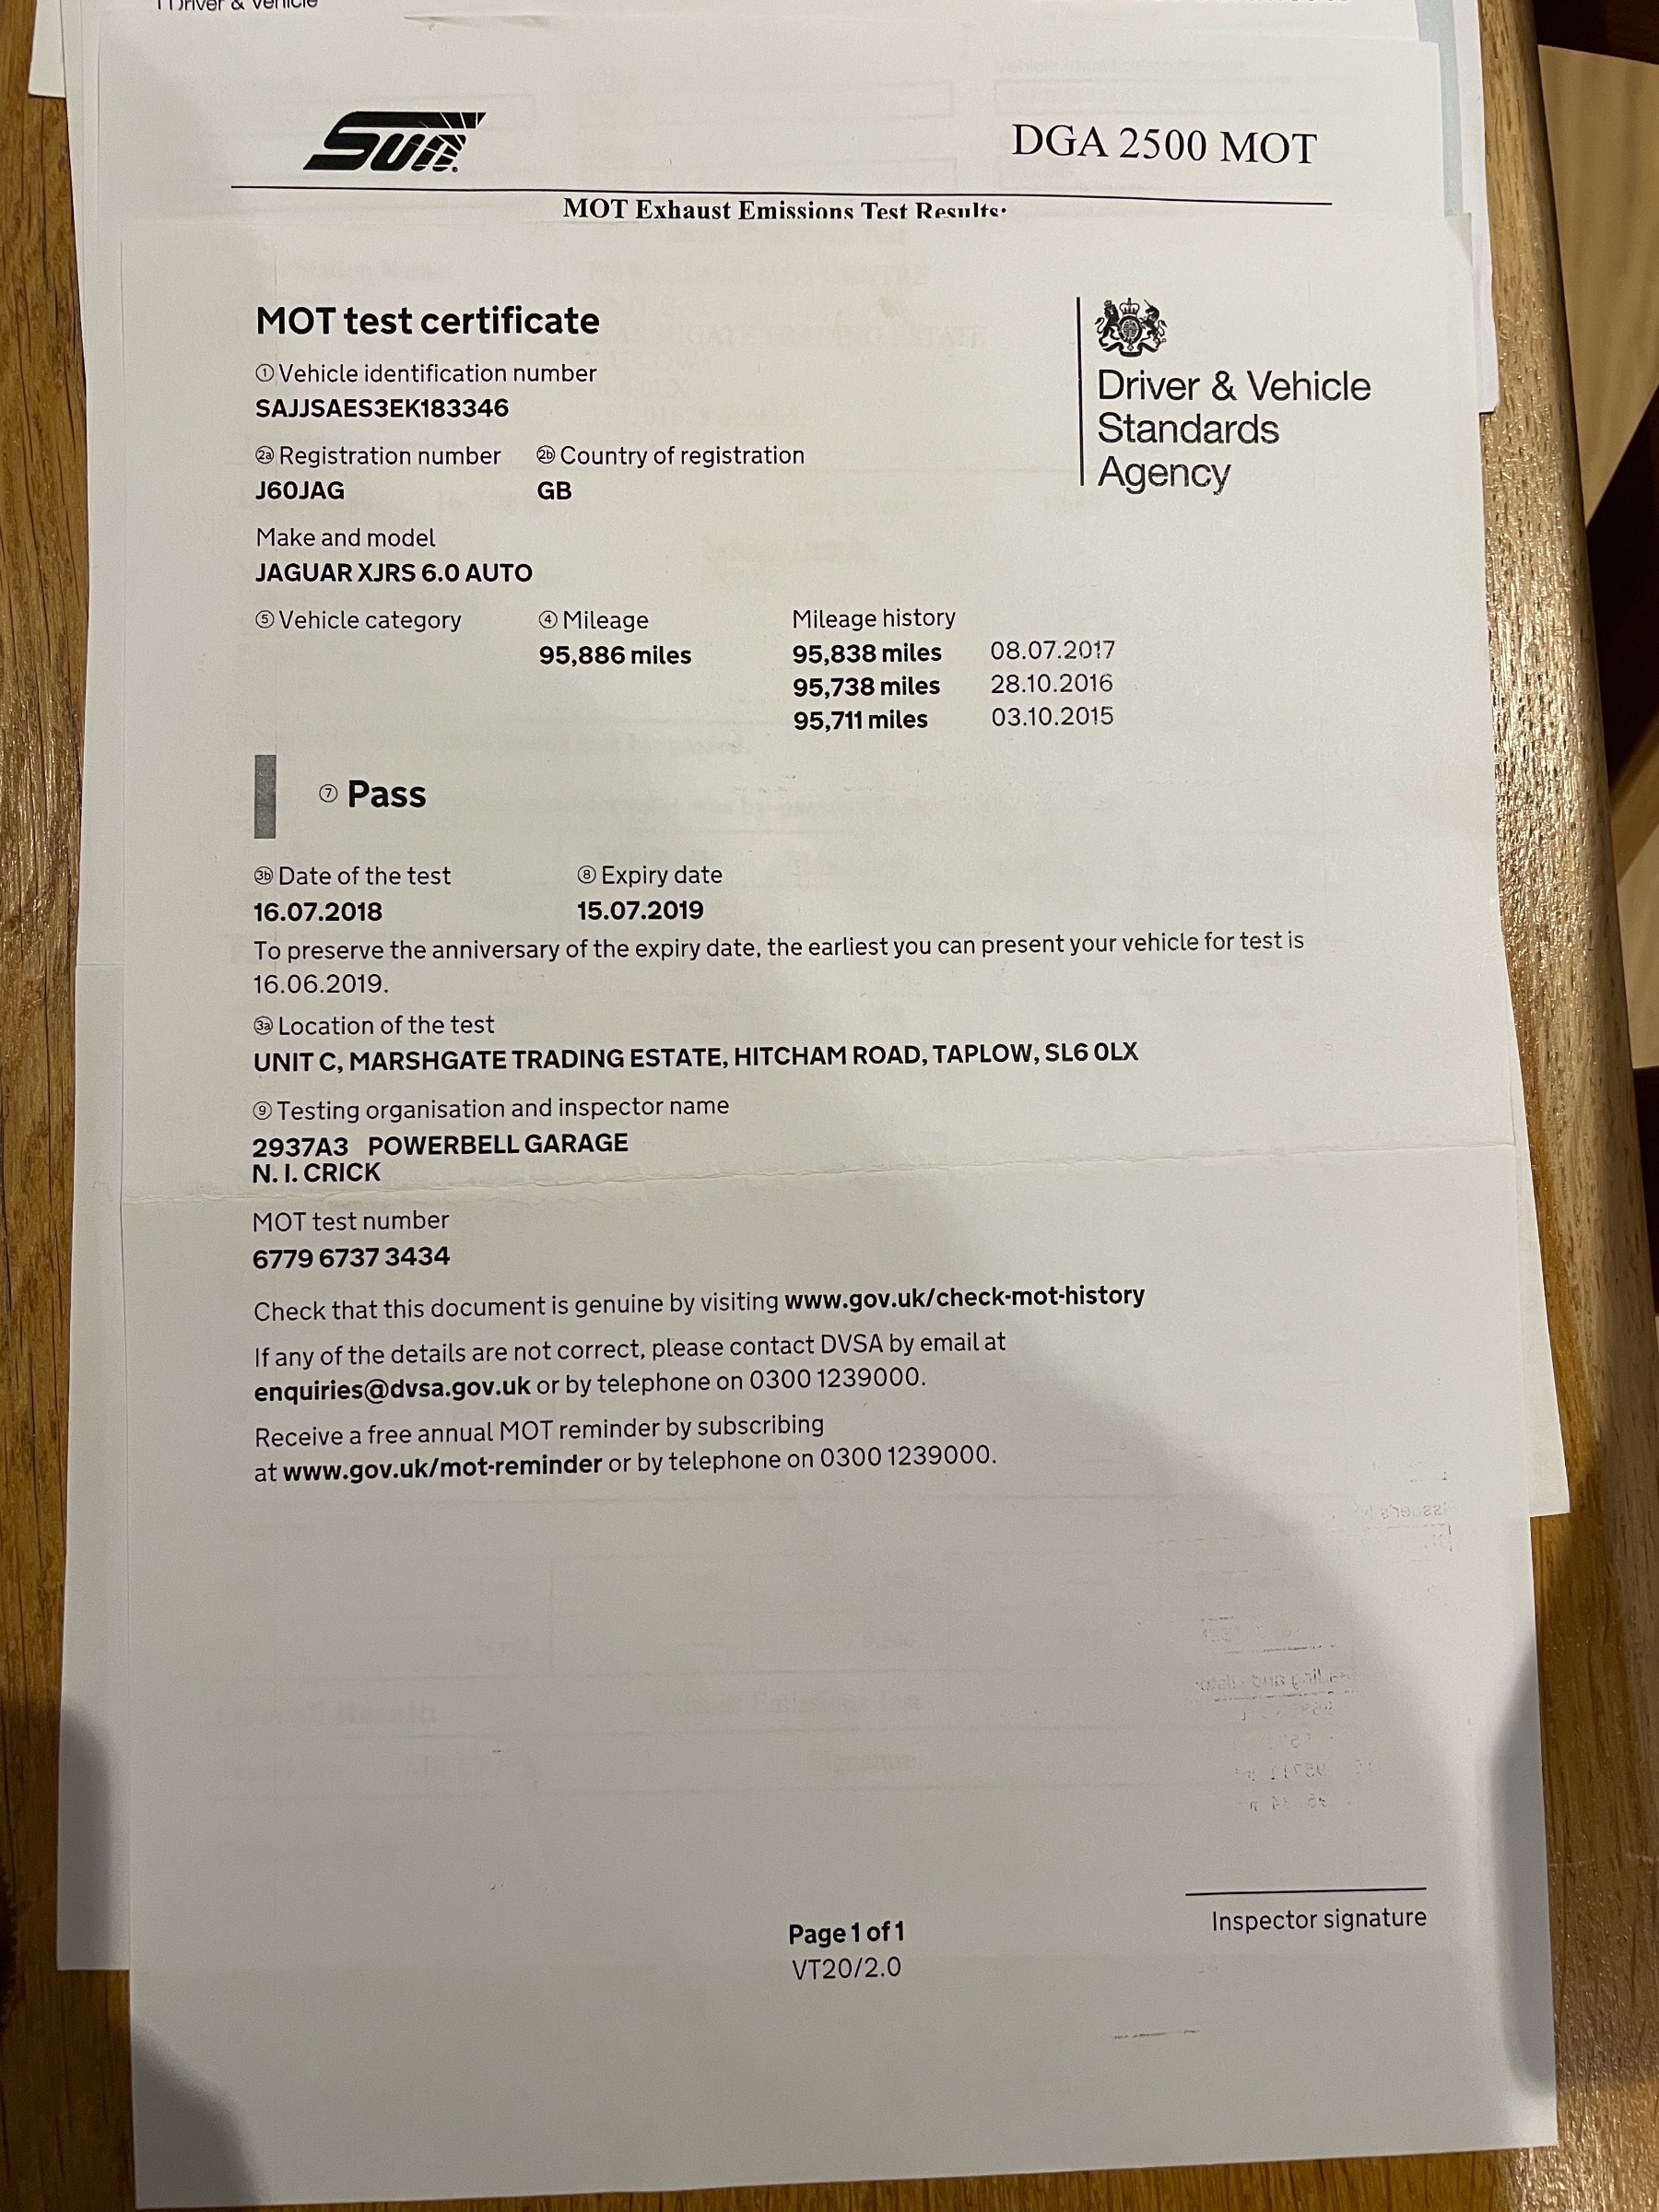 Driver & Vehicle
Sun
DGA 2500 MOT
MOT Exhaust Emissions Test Results:
MOT test certificate
① Vehicle identification number
SAJJSAES3EK183346
2a Registration number 2b Country of registration
J60JAG GB
Driver & Vehicle
Standards
Agency
Make and model
JAGUAR XJRS 6.0 AUTO
⑤ Vehicle category ④ Mileage Mileage history
95,886 miles 95,838 miles 08.07.2017
95,738 miles 28.10.2016
95,711 miles 03.10.2015
⑦ Pass
3b Date of the test ⑧ Expiry date
16.07.2018 15.07.2019
To preserve the anniversary of the expiry date, the earliest you can present your vehicle for test is
16.06.2019.
3a Location of the test
UNIT C, MARSHGATE TRADING ESTATE, HITCHAM ROAD, TAPLOW, SL6 0LX
⑨ Testing organisation and inspector name
2937A3 POWERBELL GARAGE
N. I. CRICK
MOT test number
6779 6737 3434
Check that this document is genuine by visiting www.gov.uk/check-mot-history
If any of the details are not correct, please contact DVSA by email at
enquiries@dvsa.gov.uk or by telephone on 0300 1239000.
Receive a free annual MOT reminder by subscribing
at www.gov.uk/mot-reminder or by telephone on 0300 1239000.
Inspector signature
Page 1 of 1
VT20/2.0